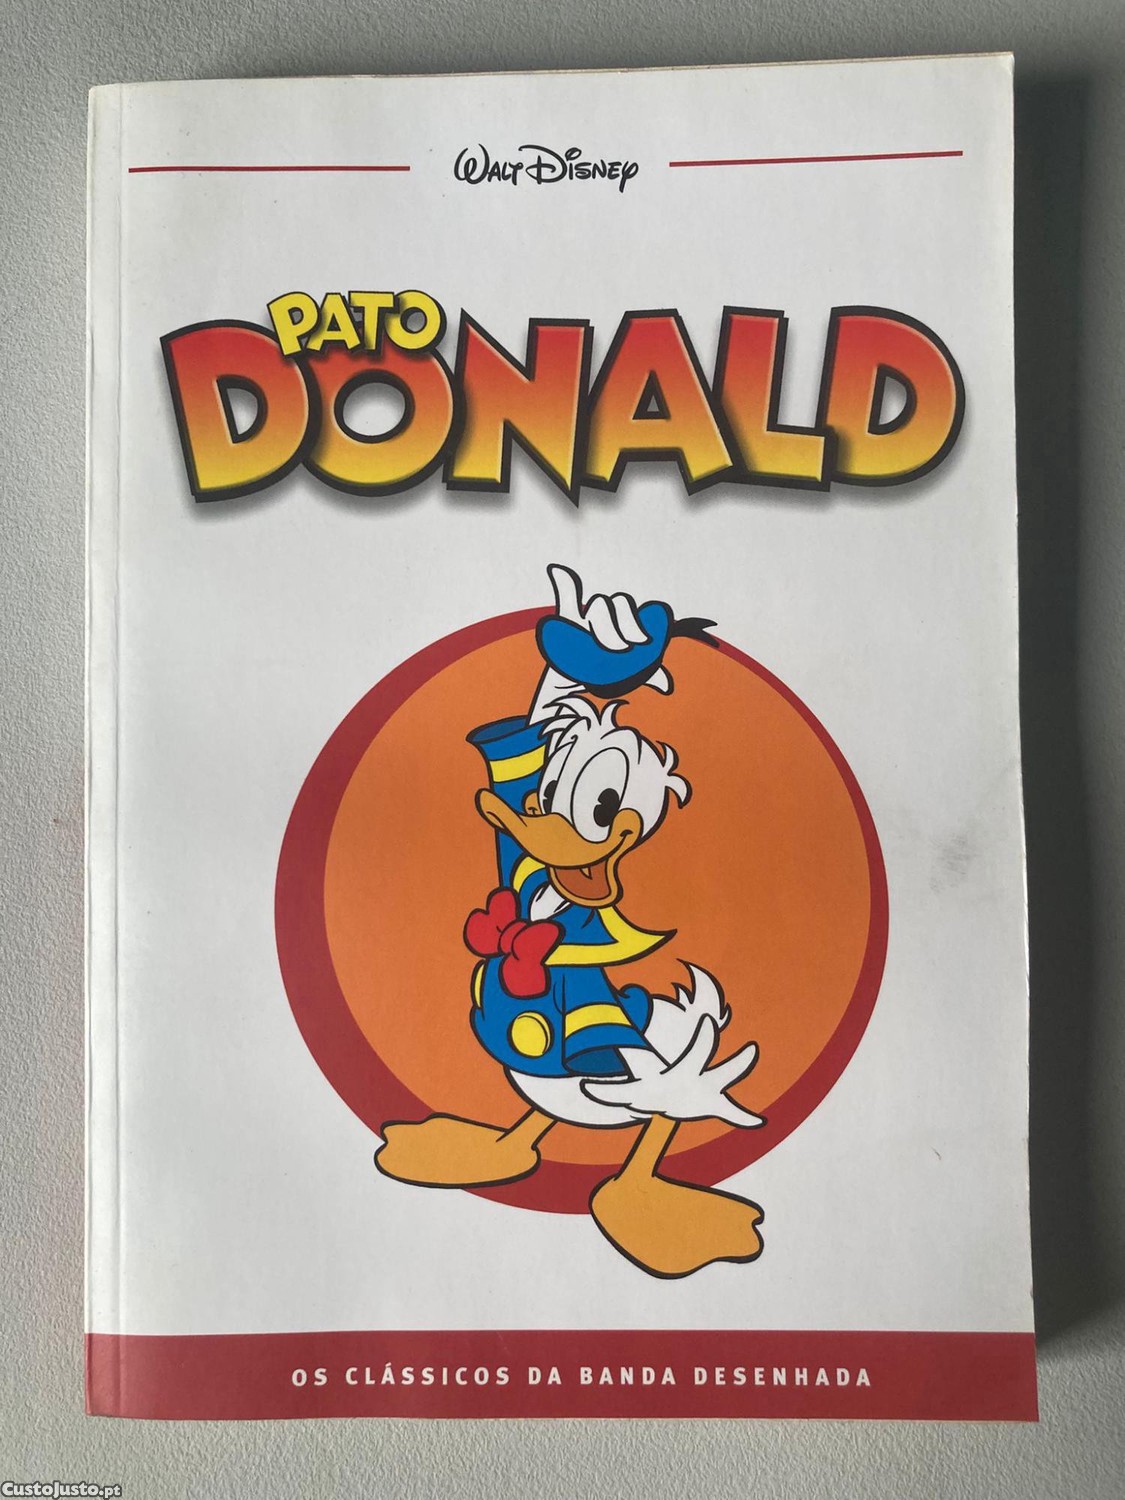 WALT DISNEY
PATO
DONALD
OS CLÁSSICOS DA BANDA DESENHADA
CustoJusto.pt